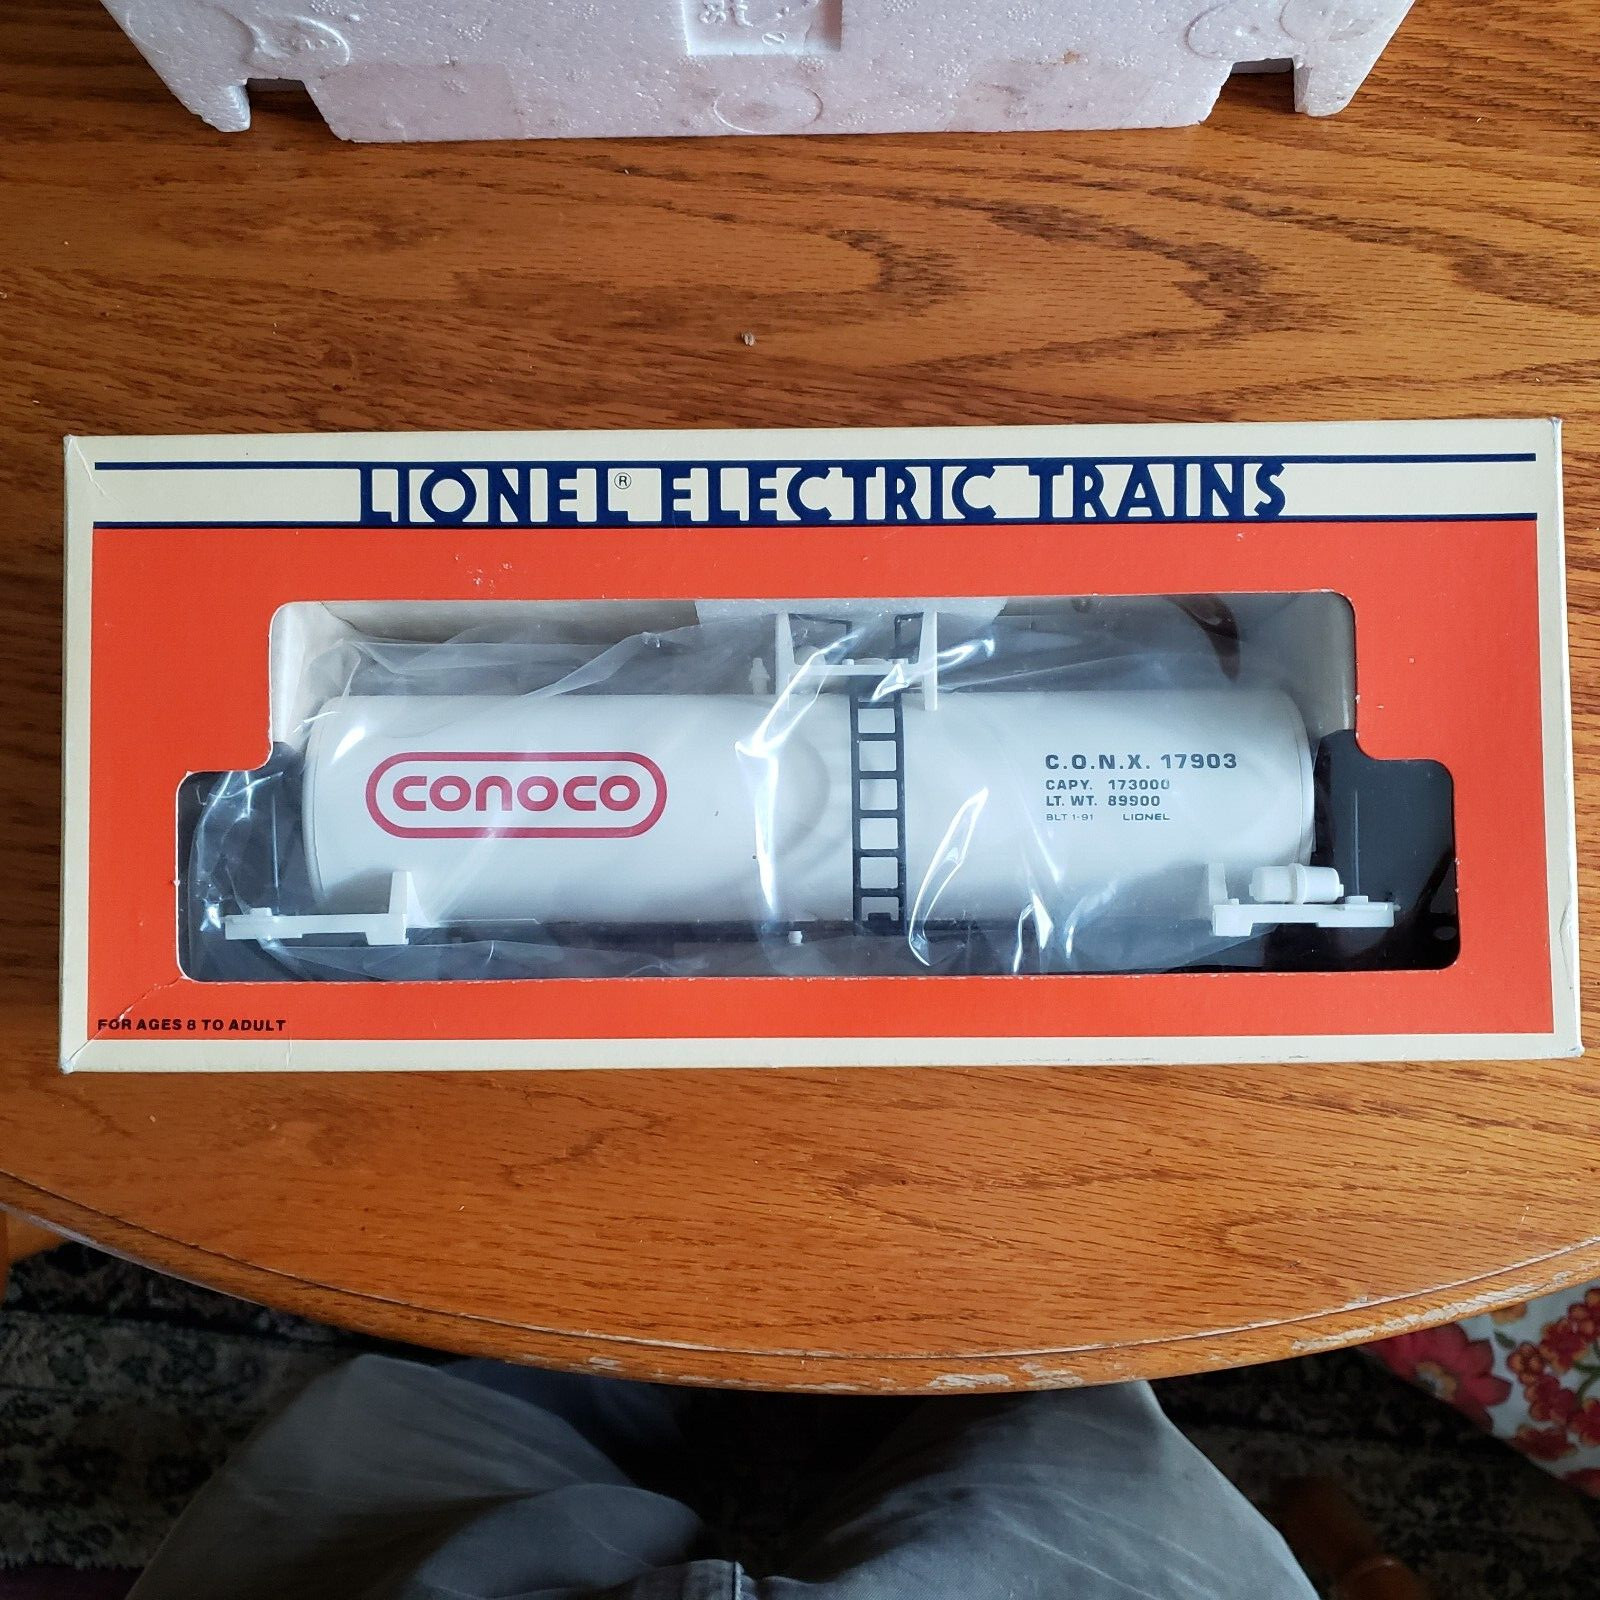 LIONEL® ELECTRIC TRAINS
conoco
C.O.N.X. 17903
CAPY. 173000
LT. WT. 89900
BLT 1-91 LIONEL
FOR AGES 8 TO ADULT